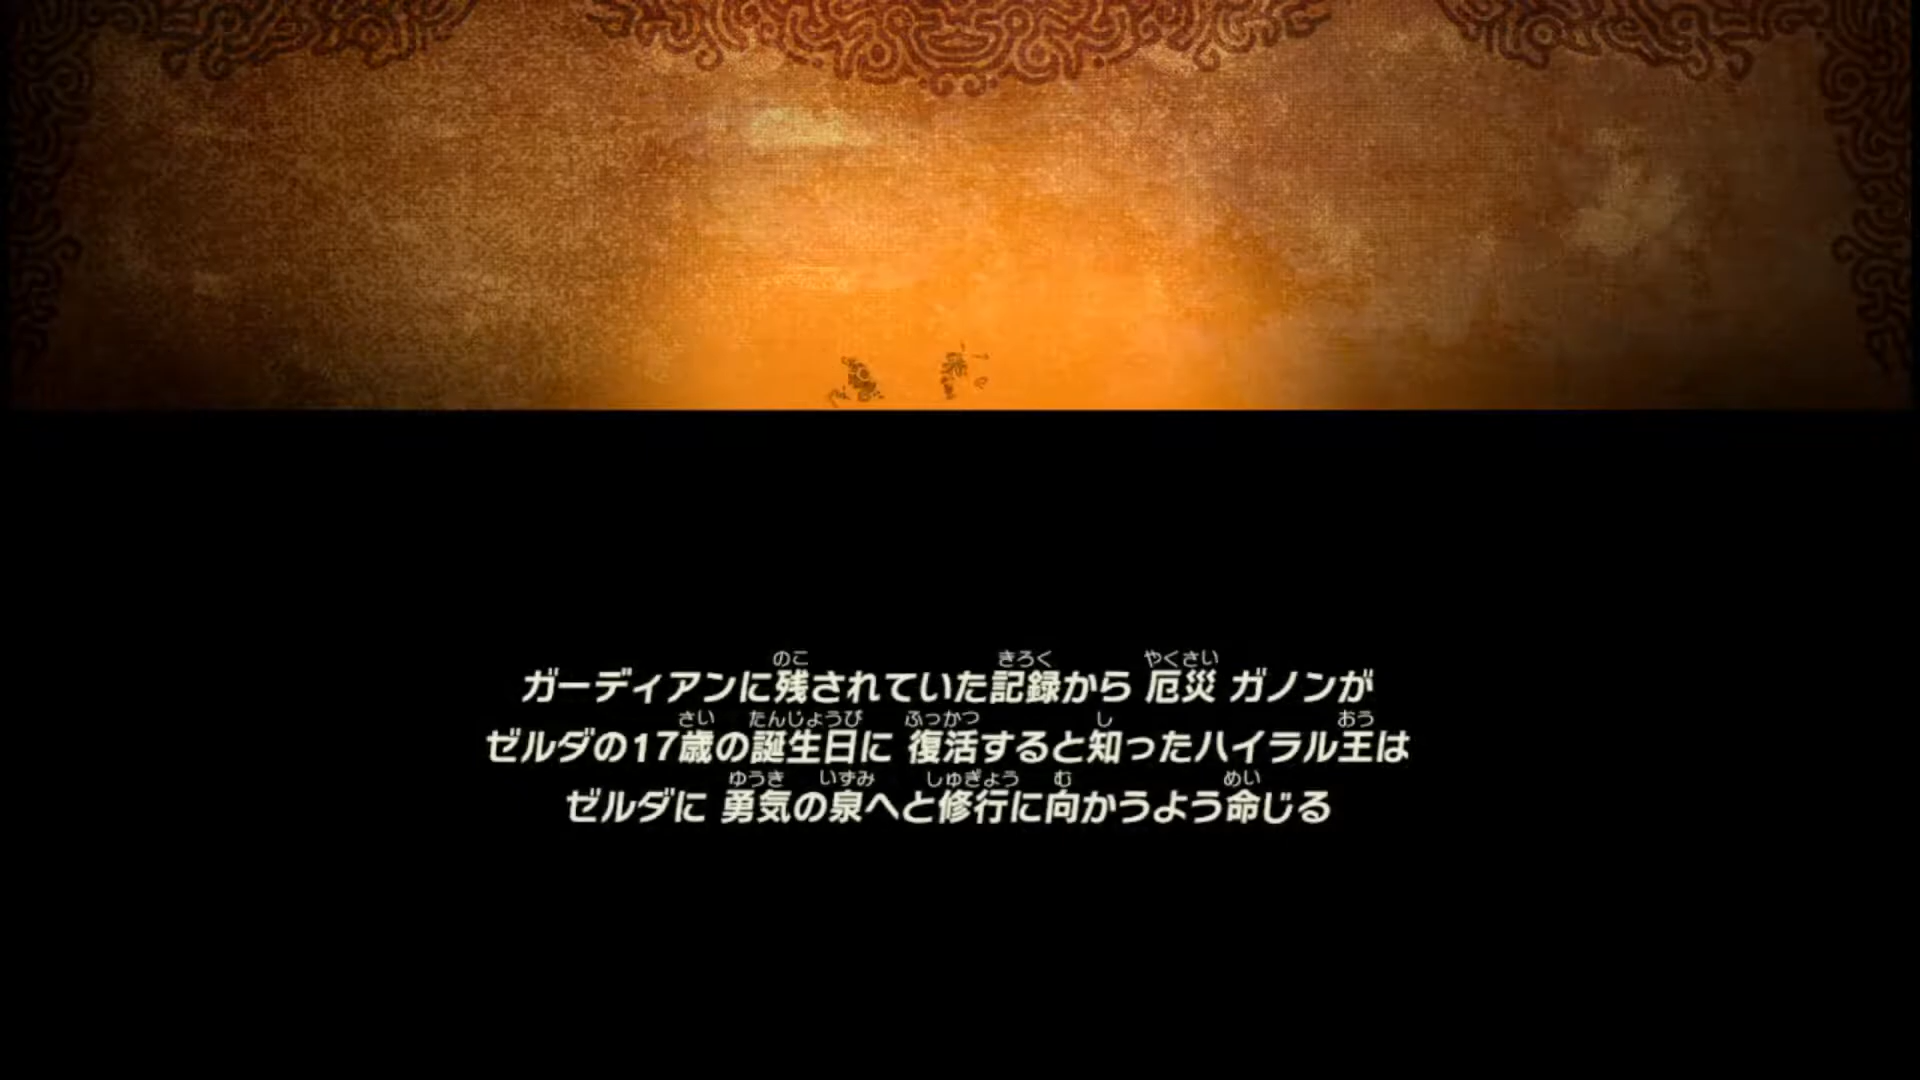 ガーディアンに残されていた記録から 厄災 ガノンが
ゼルダの17歳の誕生日に 復活すると知ったハイラル王は
ゼルダに 勇気の泉へと修行に向かうよう命じる